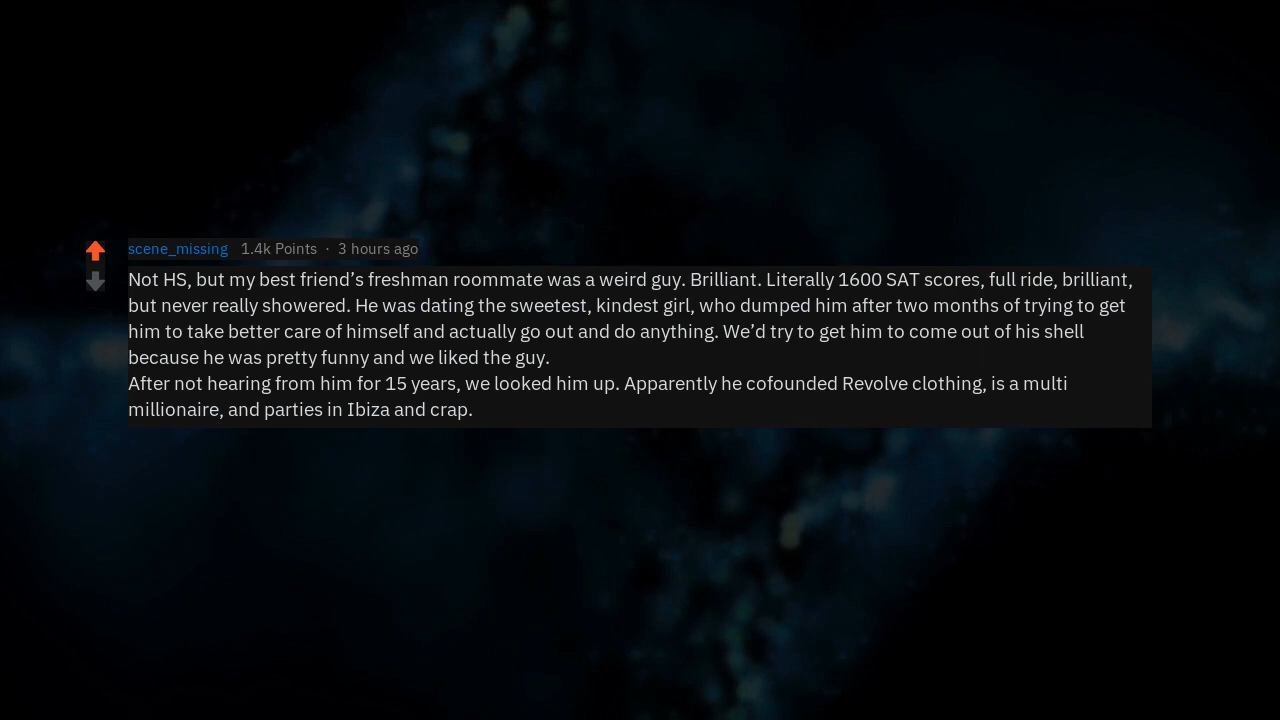 scene_missing 1.4k Points · 3 hours ago
Not HS, but my best friend’s freshman roommate was a weird guy. Brilliant. Literally 1600 SAT scores, full ride, brilliant,
but never really showered. He was dating the sweetest, kindest girl, who dumped him after two months of trying to get
him to take better care of himself and actually go out and do anything. We’d try to get him to come out of his shell
because he was pretty funny and we liked the guy.
After not hearing from him for 15 years, we looked him up. Apparently he cofounded Revolve clothing, is a multi
millionaire, and parties in Ibiza and crap.